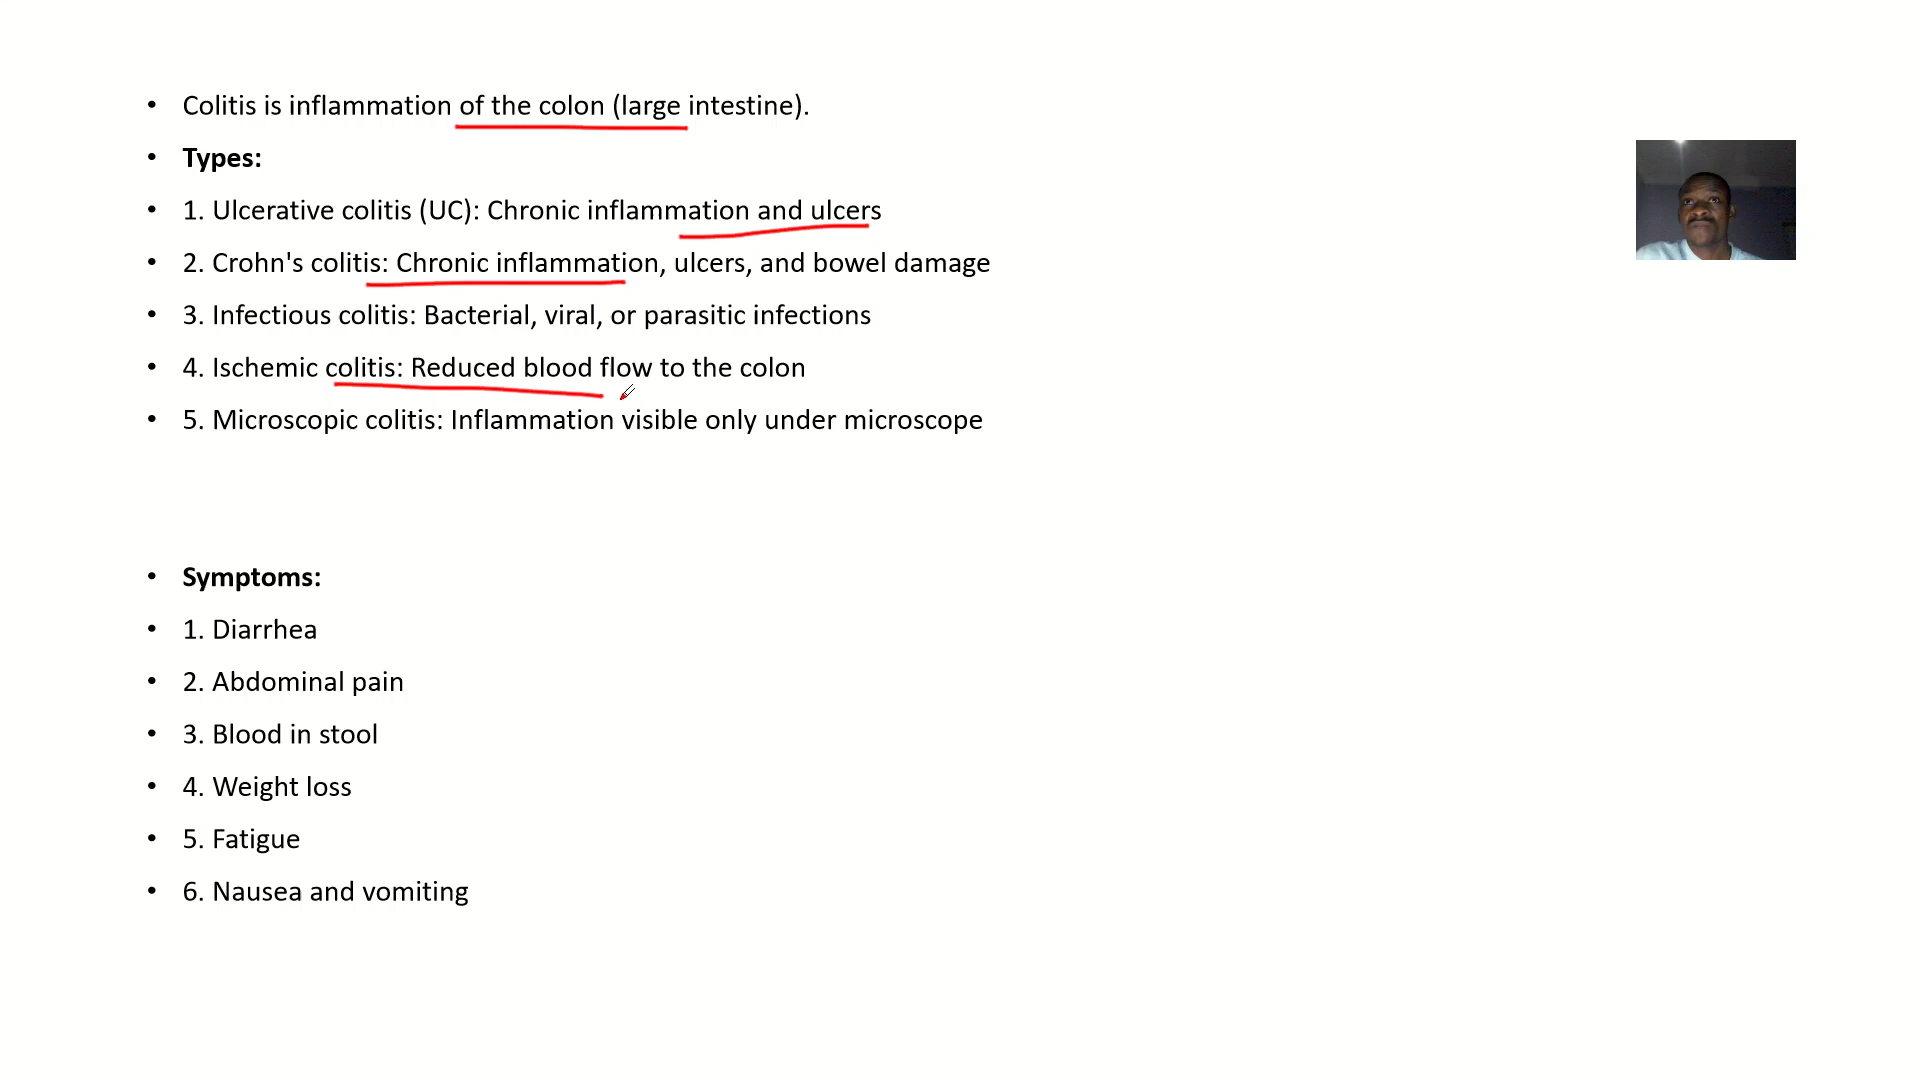 • Colitis is inflammation of the colon (large intestine).
• Types:
• 1. Ulcerative colitis (UC): Chronic inflammation and ulcers
• 2. Crohn's colitis: Chronic inflammation, ulcers, and bowel damage
• 3. Infectious colitis: Bacterial, viral, or parasitic infections
• 4. Ischemic colitis: Reduced blood flow to the colon
• 5. Microscopic colitis: Inflammation visible only under microscope
• Symptoms:
• 1. Diarrhea
• 2. Abdominal pain
• 3. Blood in stool
• 4. Weight loss
• 5. Fatigue
• 6. Nausea and vomiting